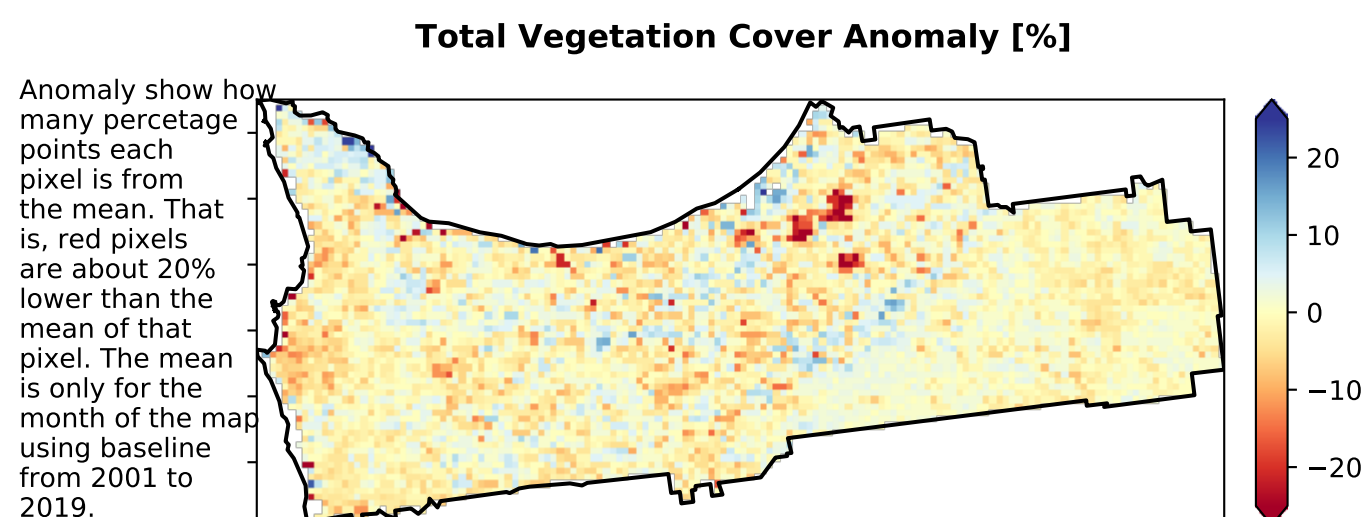 Total Vegetation Cover Anomaly [%]
Anomaly show how
many percetage
points each
pixel is from
the mean. That
is, red pixels
are about 20%
lower than the
mean of that
pixel. The mean
is only for the
month of the map
using baseline
from 2001 to
2019.
20
10
0
−10
−20